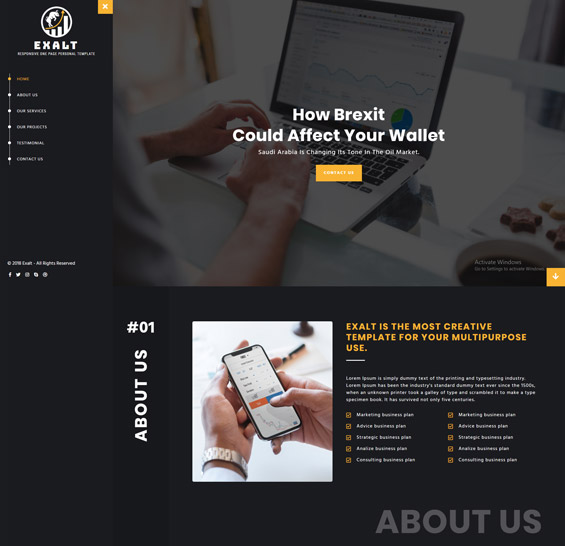 EXALT
RESPONSIVE ONE PAGE PERSONAL TEMPLATE
HOME
ABOUT US
OUR SERVICES
OUR PROJECTS
TESTIMONIAL
CONTACT US
© 2018 Exalt - All Rights Reserved
How Brexit
Could Affect Your Wallet
Saudi Arabia Is Changing Its Tone In The Oil Market.
CONTACT US
Activate Windows
Go to Settings to activate Windows.
#01
ABOUT US
EXALT IS THE MOST CREATIVE
TEMPLATE FOR YOUR MULTIPURPOSE
USE.
Lorem Ipsum is simply dummy text of the printing and typesetting industry.
Lorem Ipsum has been the industry's standard dummy text ever since the 1500s,
when an unknown printer took a galley of type and scrambled it to make a type
specimen book. It has survived not only five centuries.
Marketing business plan
Advice business plan
Strategic business plan
Analize business plan
Consulting business plan
Marketing business plan
Advice business plan
Strategic business plan
Analize business plan
Consulting business plan
ABOUT US